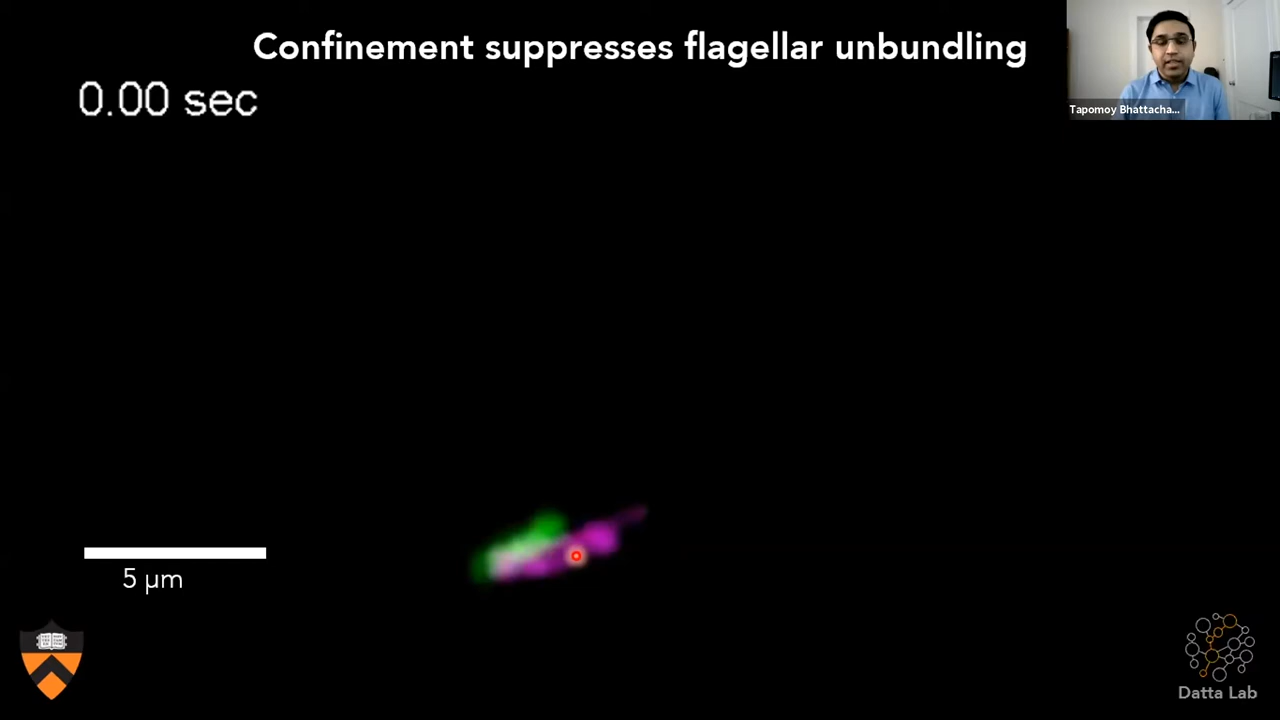 Confinement suppresses flagellar unbundling
0.00 sec
Tapomoy Bhattacha...
5 µm
Datta Lab